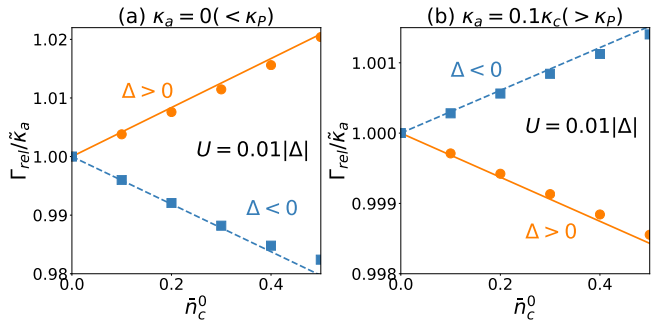 (a) κ_a = 0(< κ_P)
1.02
1.01
1.00
0.99
0.98
Γ_rel/κ̃_a
Δ > 0
U = 0.01|Δ|
Δ < 0
0.0 0.2 0.4
n̄_c^0
(b) κ_a = 0.1κ_c(> κ_P)
1.001
1.000
0.999
0.998
Γ_rel/κ̃_a
Δ < 0
U = 0.01|Δ|
Δ > 0
0.0 0.2 0.4
n̄_c^0